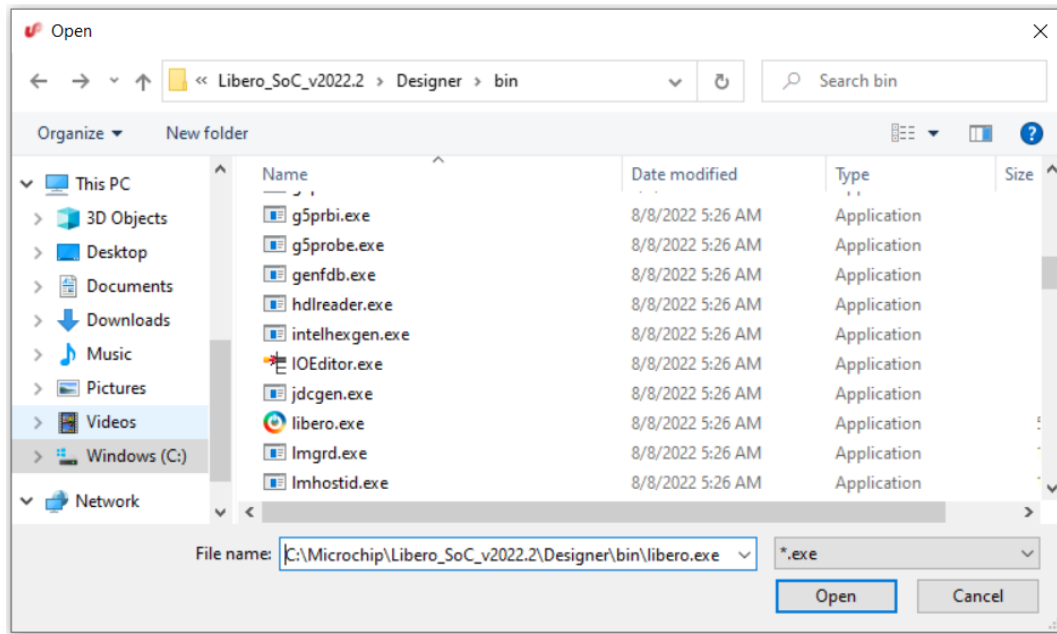 Open
« Libero_SoC_v2022.2 > Designer > bin
Search bin
Organize
New folder
This PC
3D Objects
Desktop
Documents
Downloads
Music
Pictures
Videos
Windows (C:)
Network
Name Date modified Type Size
g5prbi.exe 8/8/2022 5:26 AM Application
g5probe.exe 8/8/2022 5:26 AM Application
genfdb.exe 8/8/2022 5:26 AM Application
hdlreader.exe 8/8/2022 5:26 AM Application
intelhexgen.exe 8/8/2022 5:26 AM Application
IOEditor.exe 8/8/2022 5:26 AM Application
jdcgen.exe 8/8/2022 5:26 AM Application
libero.exe 8/8/2022 5:26 AM Application
lmgrd.exe 8/8/2022 5:26 AM Application
lmhostid.exe 8/8/2022 5:26 AM Application
File name: C:\Microchip\Libero_SoC_v2022.2\Designer\bin\libero.exe
*.exe
Open
Cancel